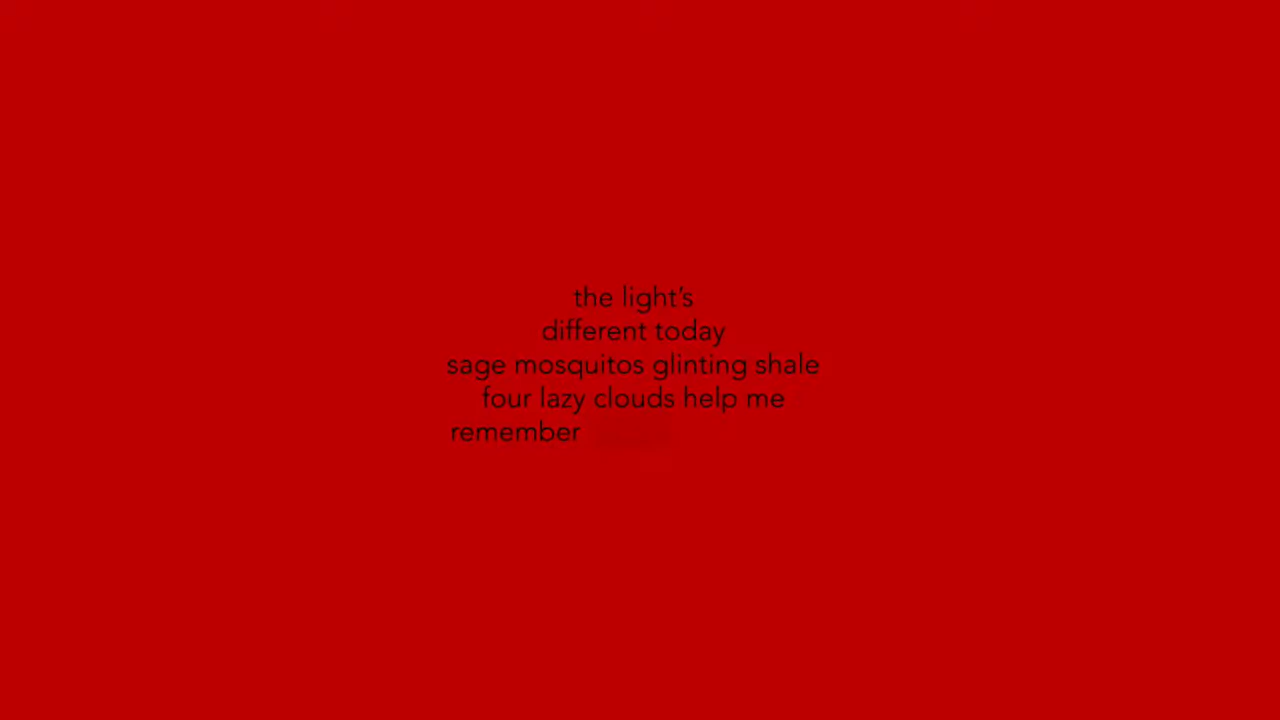 the light’s
different today
sage mosquitos glinting shale
four lazy clouds help me
remember